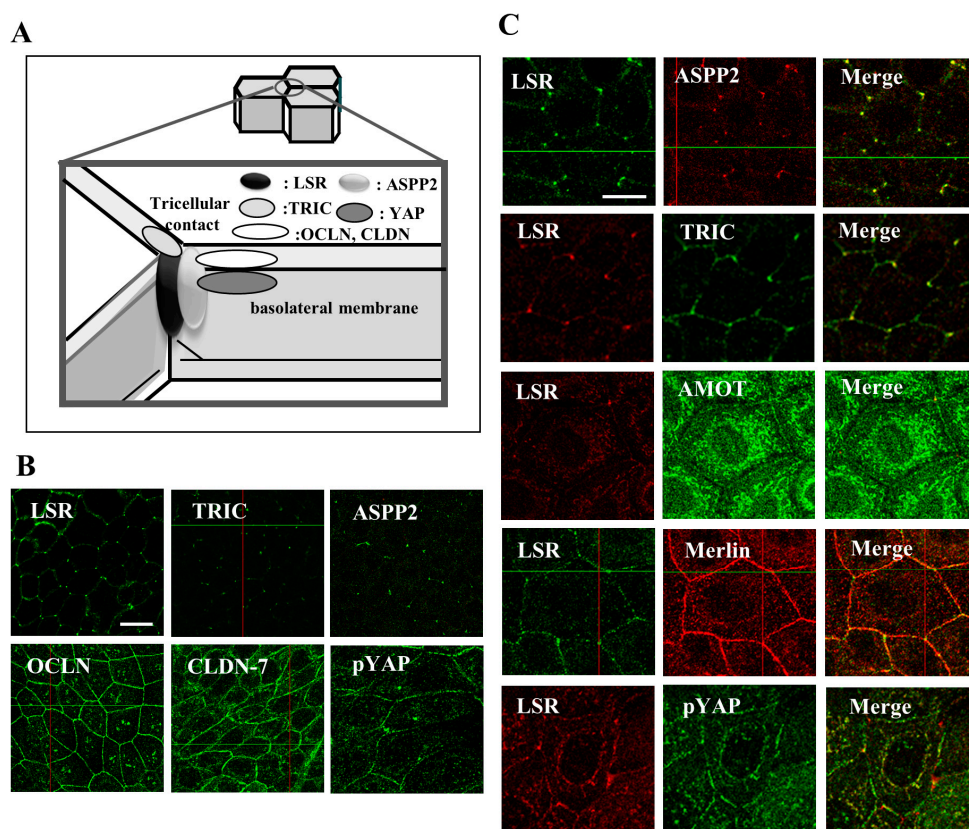 A
: LSR : ASPP2
Tricellular
contact
:TRIC : YAP
:OCLN, CLDN
basolateral membrane
B
LSR TRIC ASPP2
OCLN CLDN-7 pYAP
C
LSR ASPP2 Merge
LSR TRIC Merge
LSR AMOT Merge
LSR Merlin Merge
LSR pYAP Merge